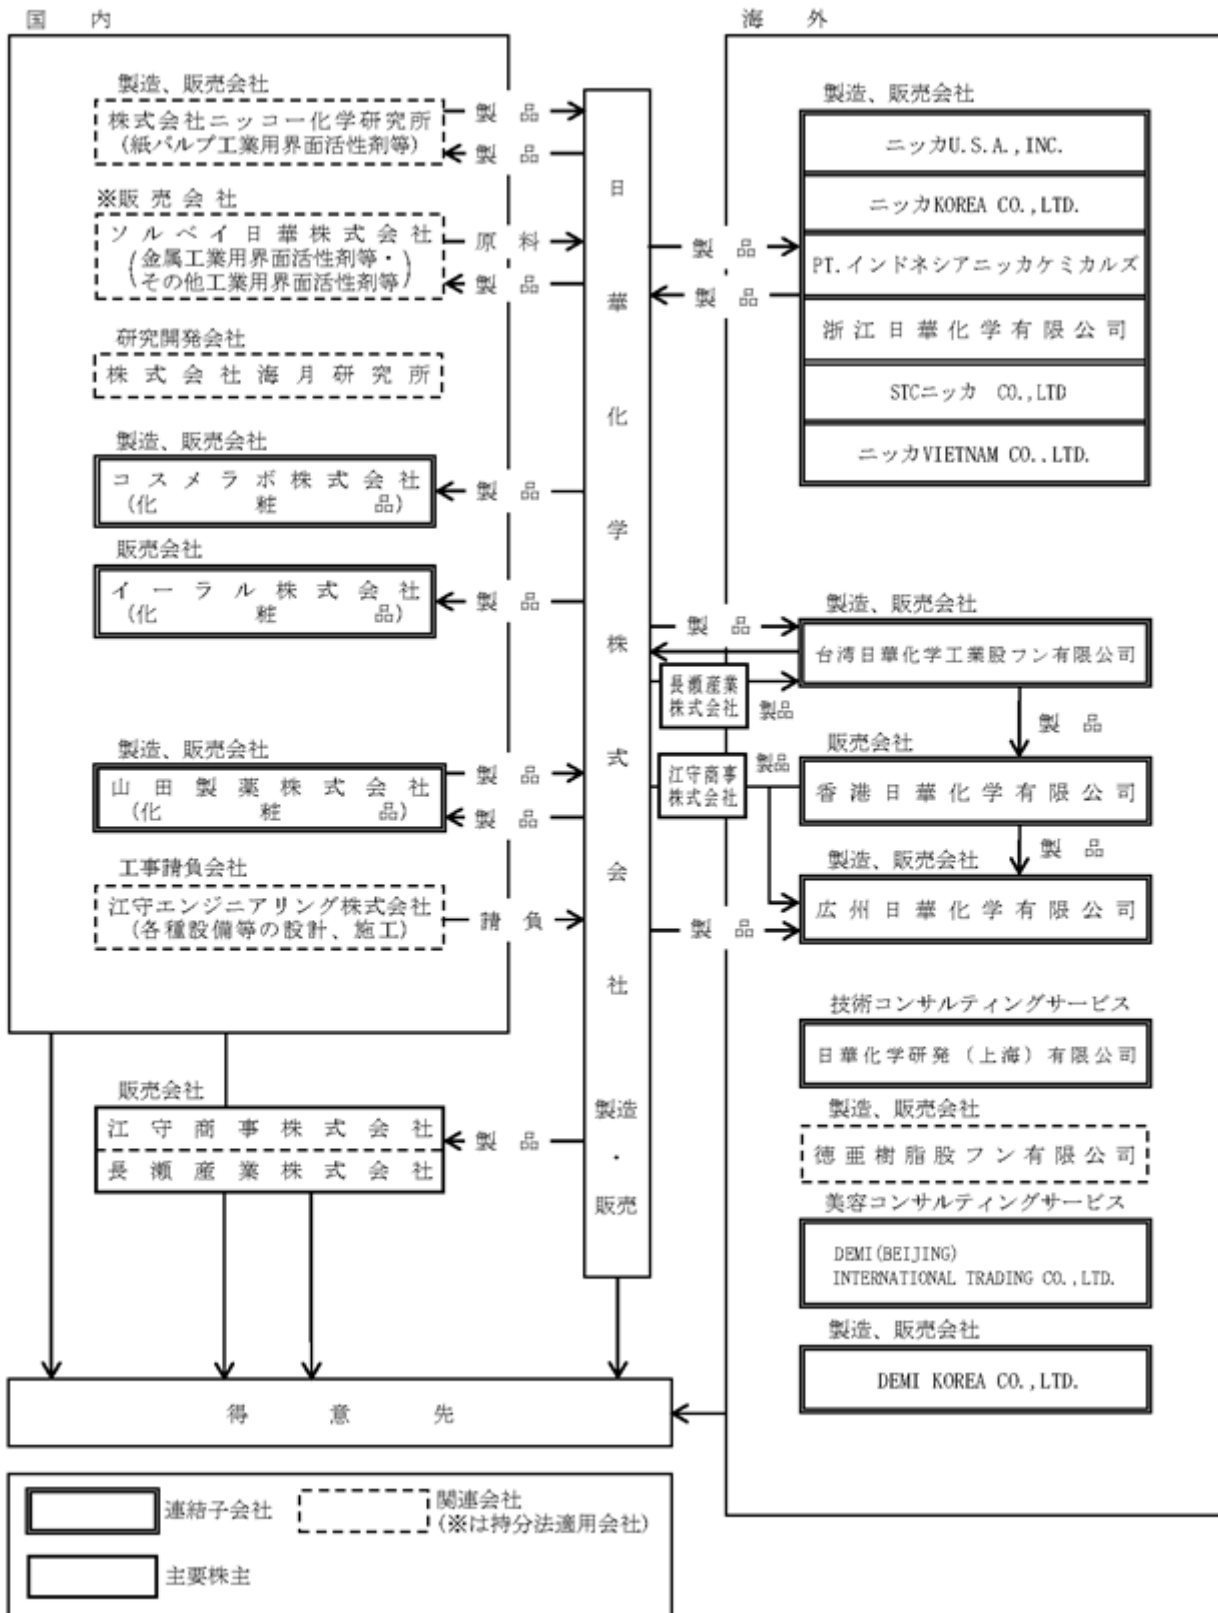 国内
製造、販売会社
株式会社ニッコー化学研究所
(紙パルプ工業用界面活性剤等)
製品
製品
※販売会社
ソルベイ日華株式会社
(金属工業用界面活性剤等・
その他工業用界面活性剤等)
原料
製品
研究開発会社
株式会社海月研究所
製造、販売会社
コスメラボ株式会社
(化粧品)
製品
販売会社
イーラル株式会社
(化粧品)
製品
製造、販売会社
山田製薬株式会社
(化粧品)
製品
製品
工事請負会社
江守エンジニアリング株式会社
(各種設備等の設計、施工)
請負
販売会社
江守商事株式会社
長瀬産業株式会社
製品
日華化学株式会社
製造
・
販売
海外
製造、販売会社
ニッカU.S.A.,INC.
ニッカKOREA CO.,LTD.
PT.インドネシアニッカケミカルズ
浙江日華化学有限公司
STCニッカ CO.,LTD
ニッカVIETNAM CO..LTD.
製品
製品
製造、販売会社
台湾日華化学工業股フン有限公司
製品
長瀬産業
株式会社
製品
製品
販売会社
香港日華化学有限公司
江守商事
株式会社
製品
製品
製造、販売会社
広州日華化学有限公司
製品
技術コンサルティングサービス
日華化学研発(上海)有限公司
製造、販売会社
徳亜樹脂股フン有限公司
美容コンサルティングサービス
DEMI(BEIJING)
INTERNATIONAL TRADING CO.,LTD.
製造、販売会社
DEMI KOREA CO.,LTD.
得意先
連結子会社
関連会社
(※は持分法適用会社)
主要株主